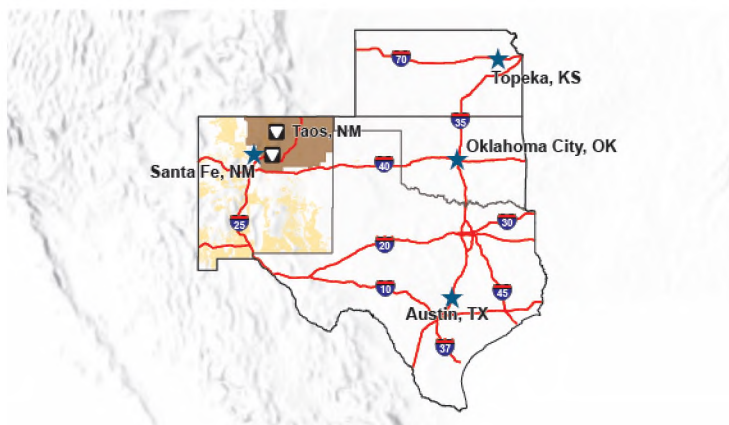 70
Topeka, KS
35
Taos, NM
Oklahoma City, OK
Santa Fe, NM
40
25
30
20
10
45
Austin, TX
37